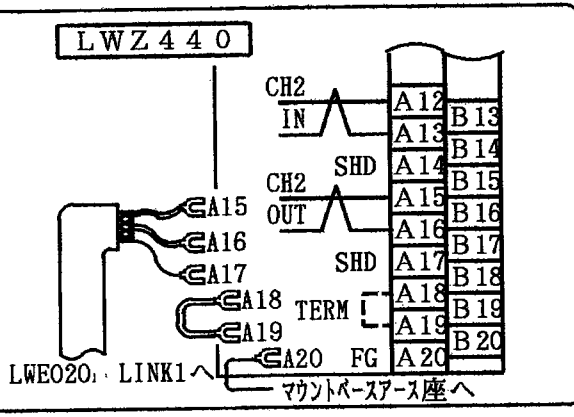 LWZ440
CH2
IN
SHD
CH2
OUT
SHD
TERM
FG
A12
A13
A14
A15
A16
A17
A18
A19
A20
B13
B14
B15
B16
B17
B18
B19
B20
A15
A16
A17
A18
A19
A20
LWE020, LINK1へ
マウントベースアース座へ